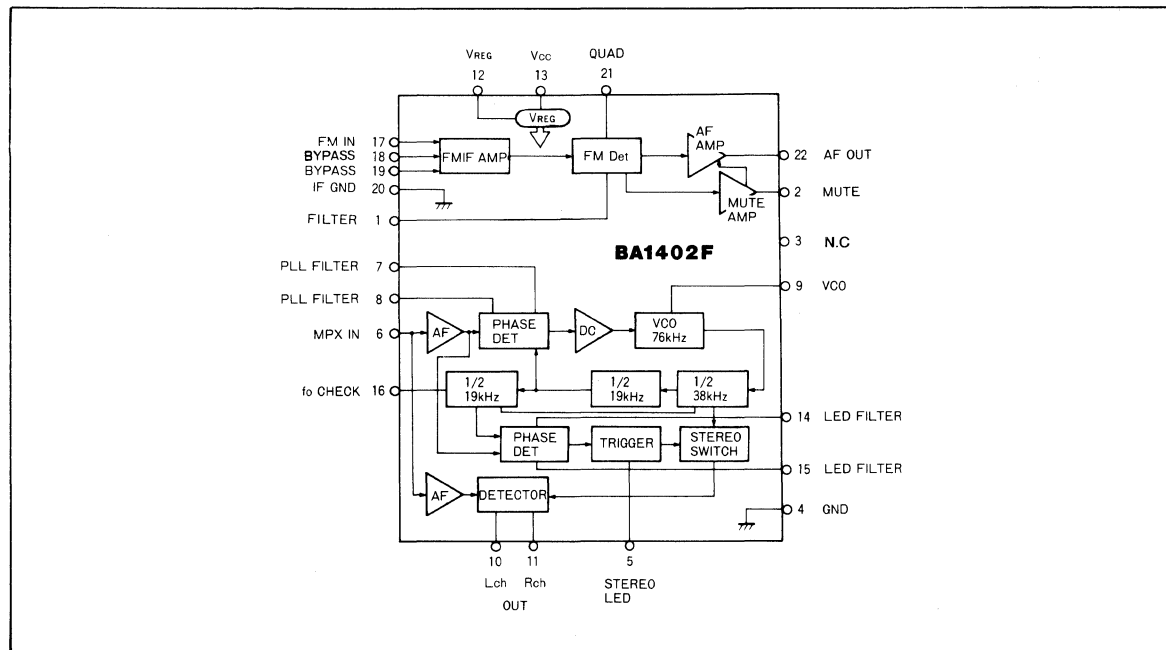 VREG
12
Vcc
13
QUAD
21
VREG
FM IN 17
BYPASS 18
BYPASS 19
IF GND 20
FILTER 1
FMIF AMP
FM Det
AF
AMP
MUTE
AMP
22 AF OUT
2 MUTE
3 N.C
BA1402F
PLL FILTER 7
PLL FILTER 8
MPX IN 6
AF
PHASE
DET
DC
VCO
76kHz
9 VCO
fo CHECK 16
1/2
19kHz
1/2
19kHz
1/2
38kHz
PHASE
DET
TRIGGER
STEREO
SWITCH
14 LED FILTER
15 LED FILTER
AF
DETECTOR
4 GND
10
Lch
11
Rch
OUT
5
STEREO
LED